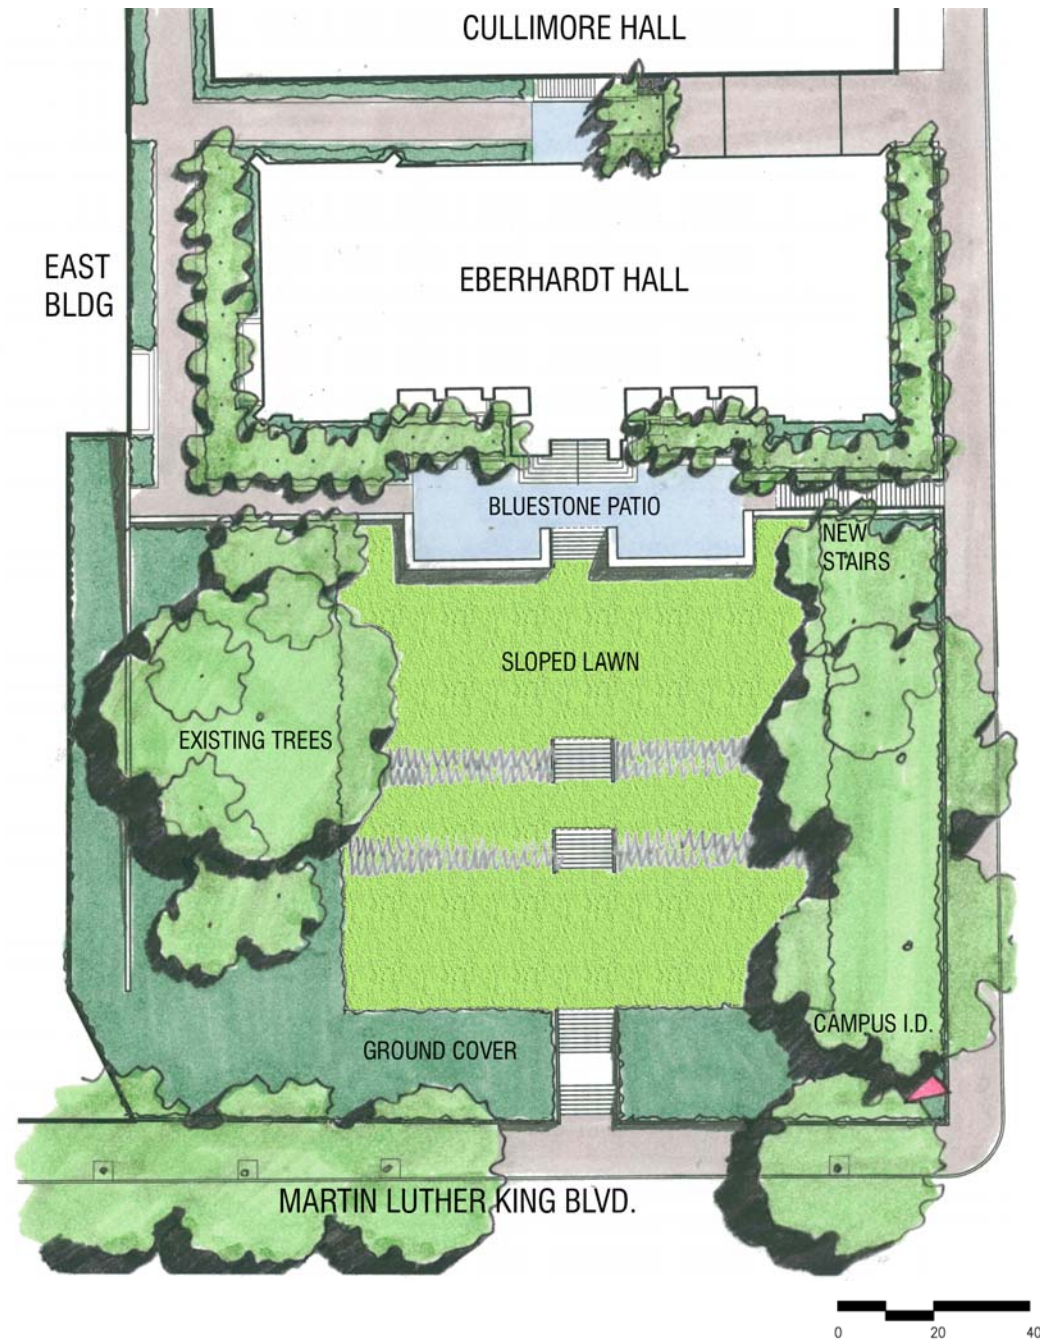 CULLIMORE HALL
EAST
BLDG
EBERHARDT HALL
BLUESTONE PATIO
NEW
STAIRS
SLOPED LAWN
EXISTING TREES
CAMPUS I.D.
GROUND COVER
MARTIN LUTHER KING BLVD.
0 20 40